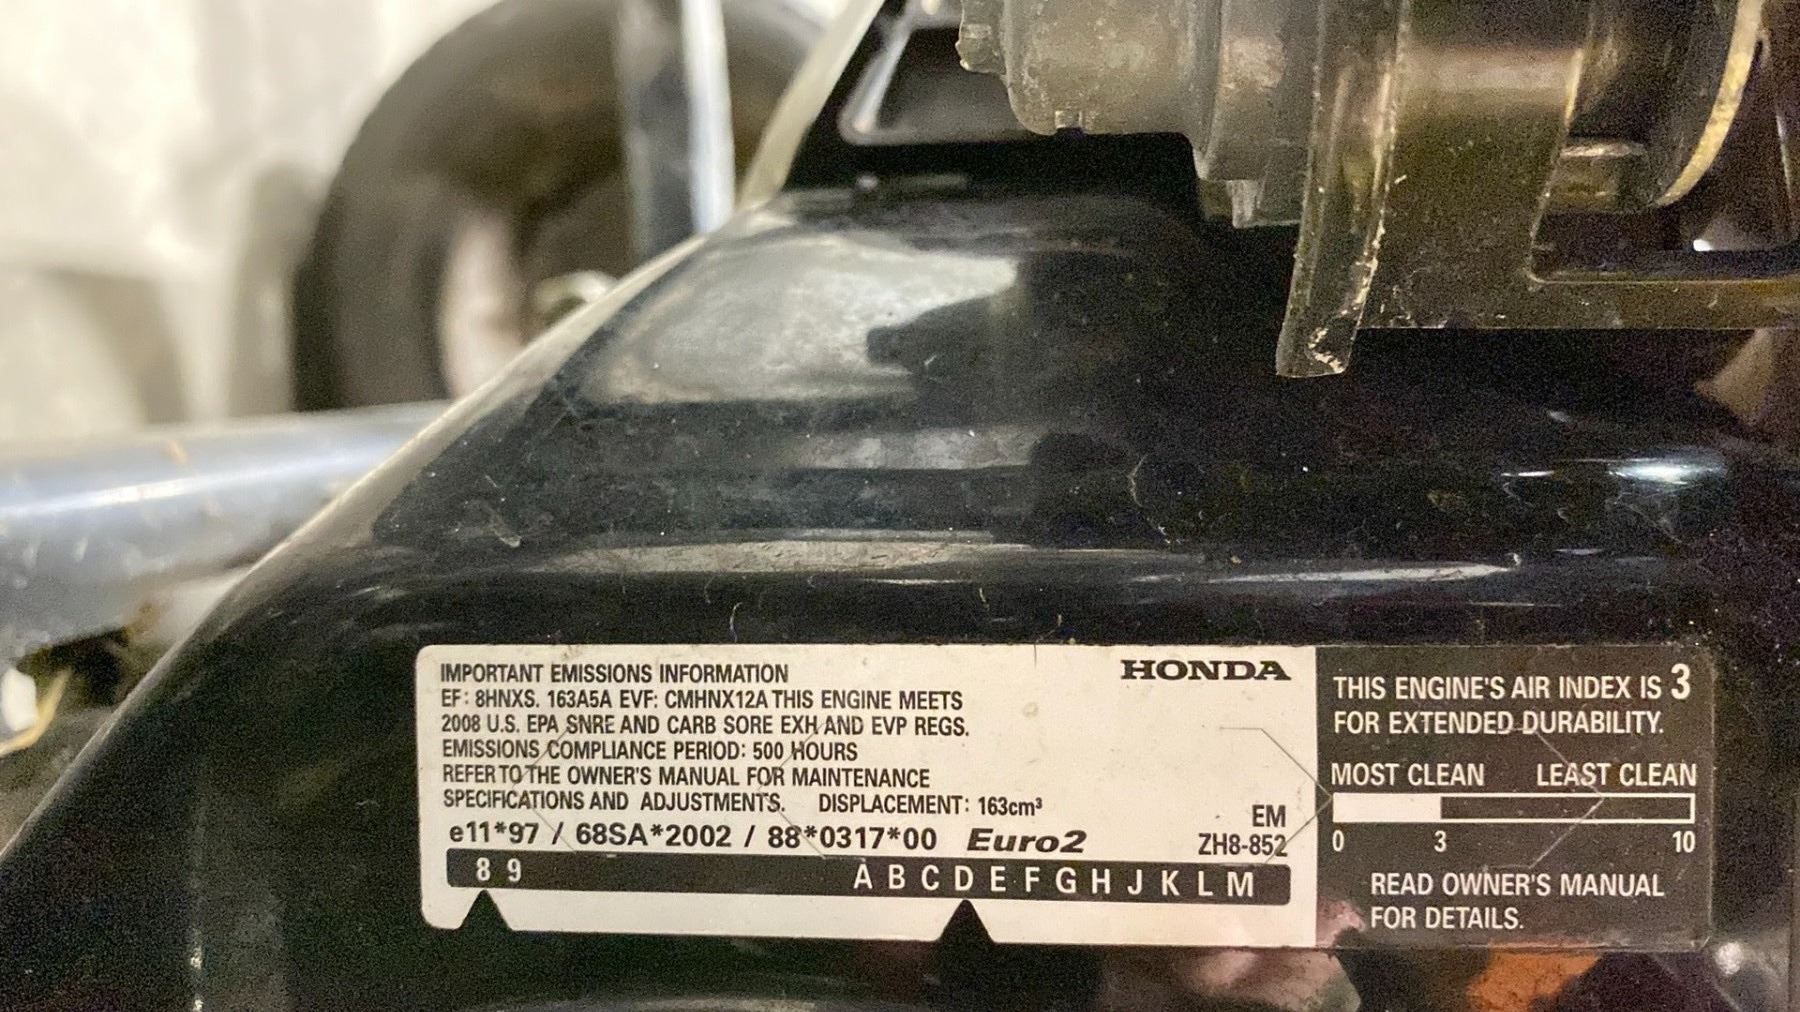 IMPORTANT EMISSIONS INFORMATION
HONDA
EF: 8HNXS. 163A5A EVF: CMHNX12A THIS ENGINE MEETS
2008 U.S. EPA SNRE AND CARB SORE EXH AND EVP REGS.
EMISSIONS COMPLIANCE PERIOD: 500 HOURS
REFER TO THE OWNER'S MANUAL FOR MAINTENANCE
SPECIFICATIONS AND ADJUSTMENTS. DISPLACEMENT: 163cm³
EM
e11*97 / 68SA*2002 / 88*0317*00 Euro2
ZH8-852
8 9 A B C D E F G H J K L M
THIS ENGINE'S AIR INDEX IS 3
FOR EXTENDED DURABILITY.
MOST CLEAN LEAST CLEAN
0 3 10
READ OWNER'S MANUAL
FOR DETAILS.